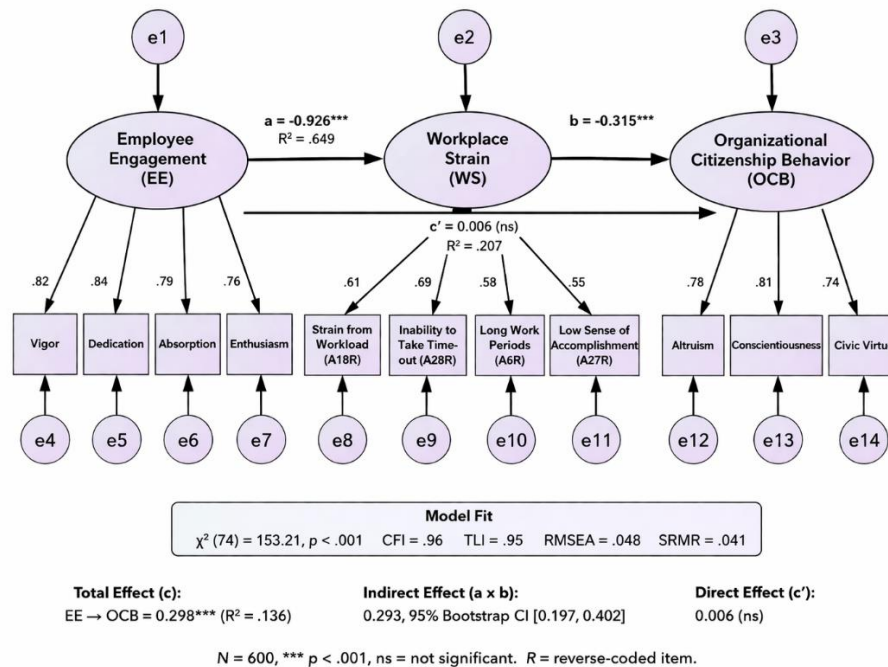 e1
e2
e3
Employee
Engagement
(EE)
a = -0.926***
R² = .649
Workplace
Strain
(WS)
b = -0.315***
Organizational
Citizenship Behavior
(OCB)
c’ = 0.006 (ns)
R² = .207
.82
.84
.79
.76
.61
.69
.58
.55
.78
.81
.74
Vigor
Dedication
Absorption
Enthusiasm
Strain from
Workload
(A18R)
Inability to
Take Time-
out (A28R)
Long Work
Periods
(A6R)
Low Sense of
Accomplishment
(A27R)
Altruism
Conscientiousness
Civic Virtu
e4
e5
e6
e7
e8
e9
e10
e11
e12
e13
e14
Model Fit
χ² (74) = 153.21, p < .001 CFI = .96 TLI = .95 RMSEA = .048 SRMR = .041
Total Effect (c):
EE → OCB = 0.298*** (R² = .136)
Indirect Effect (a x b):
0.293, 95% Bootstrap CI [0.197, 0.402]
Direct Effect (c’):
0.006 (ns)
N = 600, *** p < .001, ns = not significant. R = reverse-coded item.